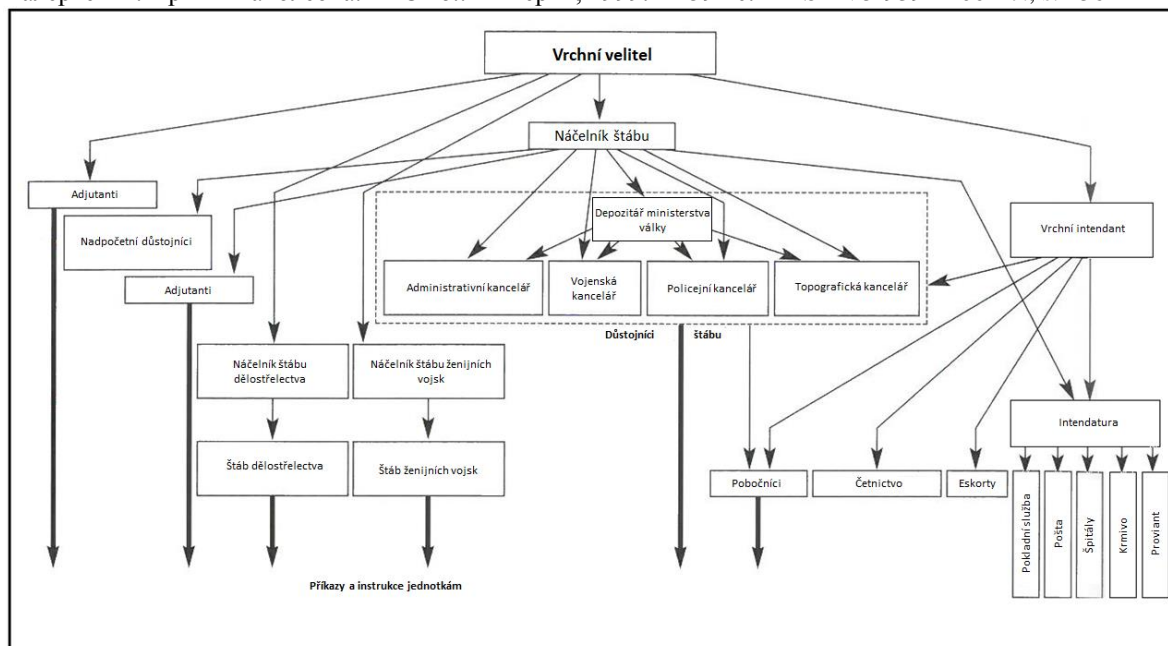 Vrchní velitel
Náčelník štábu
Adjutanti
Nadpočetní důstojníci
Adjutanti
Depozitář ministerstva
války
Vrchní intendant
Administrativní kancelář
Vojenská
kancelář
Policejní kancelář
Topografická kancelář
Důstojníci štábu
Náčelník štábu
dělostřelectva
Náčelník štábu ženijních
vojsk
Intendatura
Štáb dělostřelectva
Štáb ženijních vojsk
Pobočníci
Četnictvo
Eskorty
Pokladní služba
Pošta
Špitály
Krmivo
Proviant
Příkazy a instrukce jednotkám